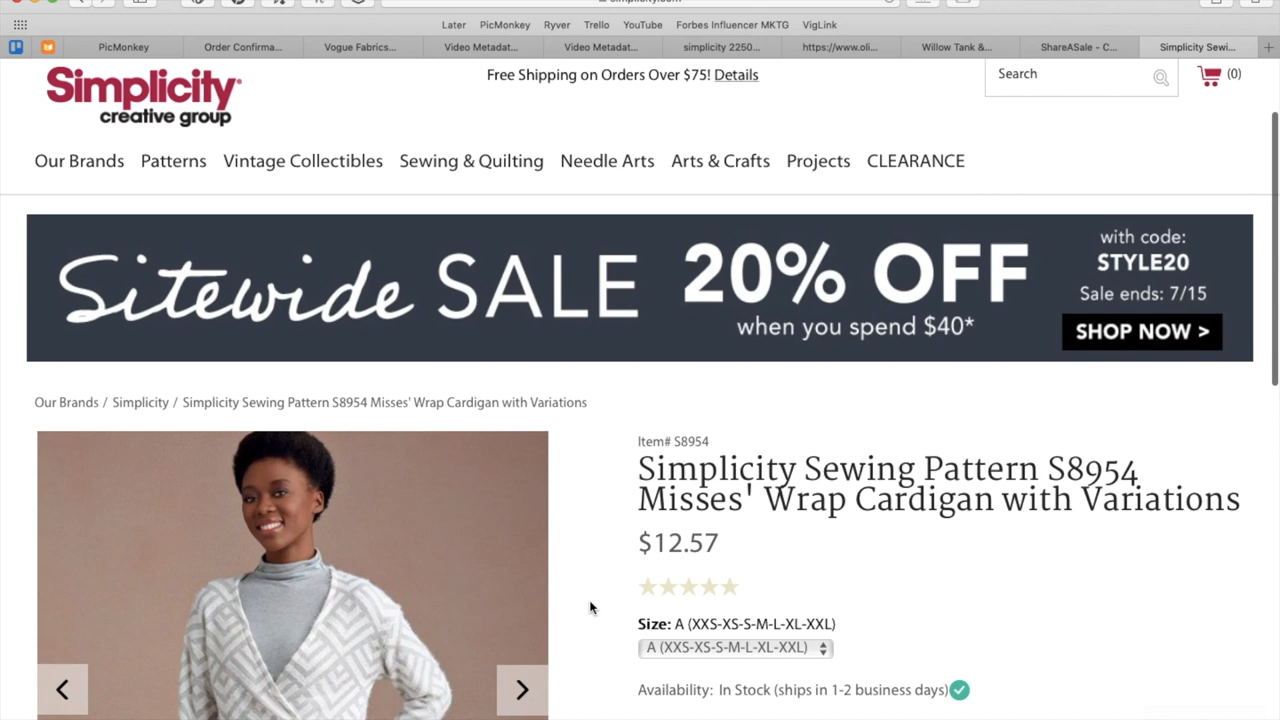 simplicity.com
Later PicMonkey Ryver Trello YouTube Forbes Influencer MKTG VigLink
PicMonkey Order Confirma... Vogue Fabrics... Video Metadat... Video Metadat... simplicity 2250... https://www.oli... Willow Tank &... ShareASale - C... Simplicity Sewi...
Simplicity
creative group
Free Shipping on Orders Over $75! Details
Search
(0)
Our Brands Patterns Vintage Collectibles Sewing & Quilting Needle Arts Arts & Crafts Projects CLEARANCE
Sitewide SALE
20% OFF
when you spend $40*
with code:
STYLE20
Sale ends: 7/15
SHOP NOW >
Our Brands / Simplicity / Simplicity Sewing Pattern S8954 Misses' Wrap Cardigan with Variations
Item# S8954
Simplicity Sewing Pattern S8954
Misses' Wrap Cardigan with Variations
$12.57
Size: A (XXS-XS-S-M-L-XL-XXL)
A (XXS-XS-S-M-L-XL-XXL)
Availability: In Stock (ships in 1-2 business days)